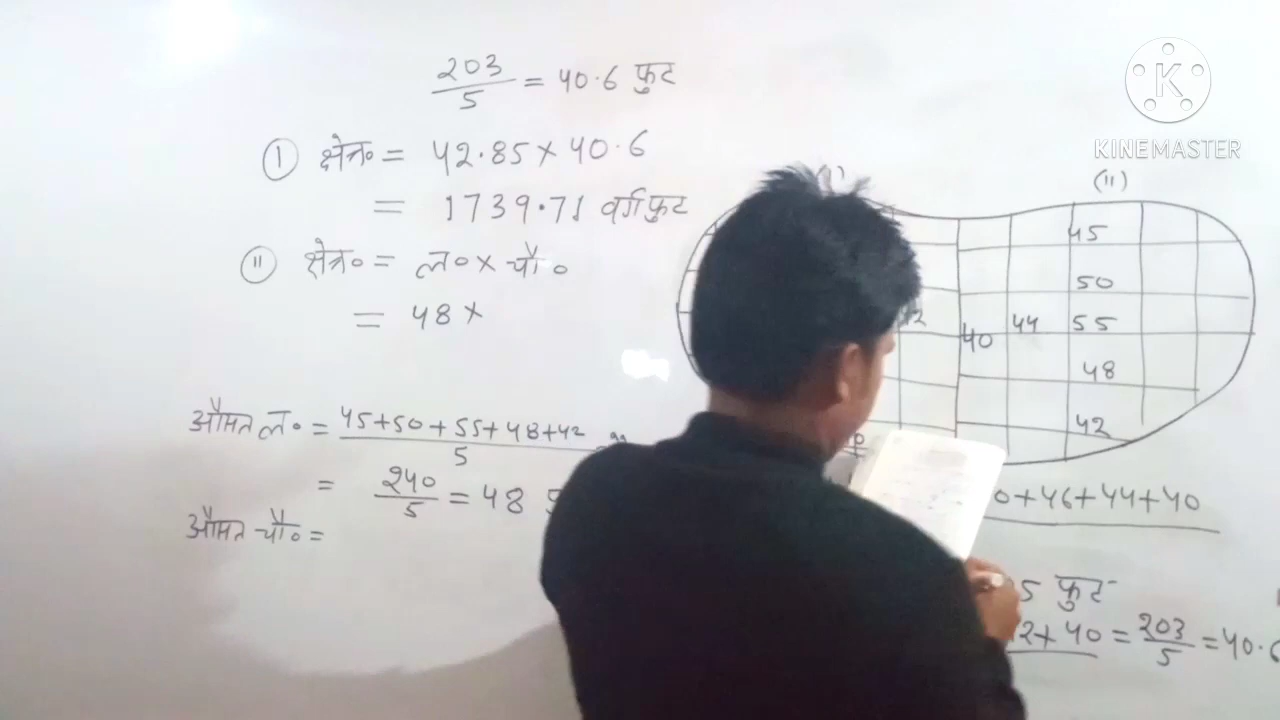 203/5 = 40.6 फुट
I क्षेत्र० = 42.85 × 40.6
= 1739.71 वर्ग फुट
II क्षेत्र० = ल० × चौ०
= 48 ×
औसत ल० = 45+50+55+48+42/5
= 240/5 = 48
औसत चौ० =
K
KINEMASTER
(II)
45
50
40 44 55
48
42
0+46+44+40
5 फुट
2+40 = 203/5 = 40.6